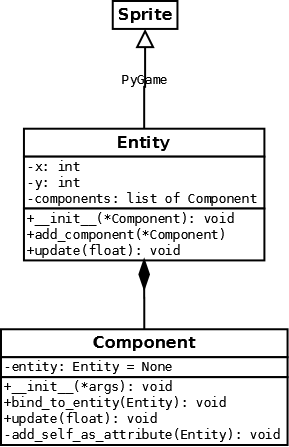 Sprite
PyGame
Entity
-x: int
-y: int
-components: list of Component
+__init__(*Component): void
+add_component(*Component)
+update(float): void
Component
-entity: Entity = None
+__init__(*args): void
+bind_to_entity(Entity): void
+update(float): void
-add_self_as_attribute(Entity): void